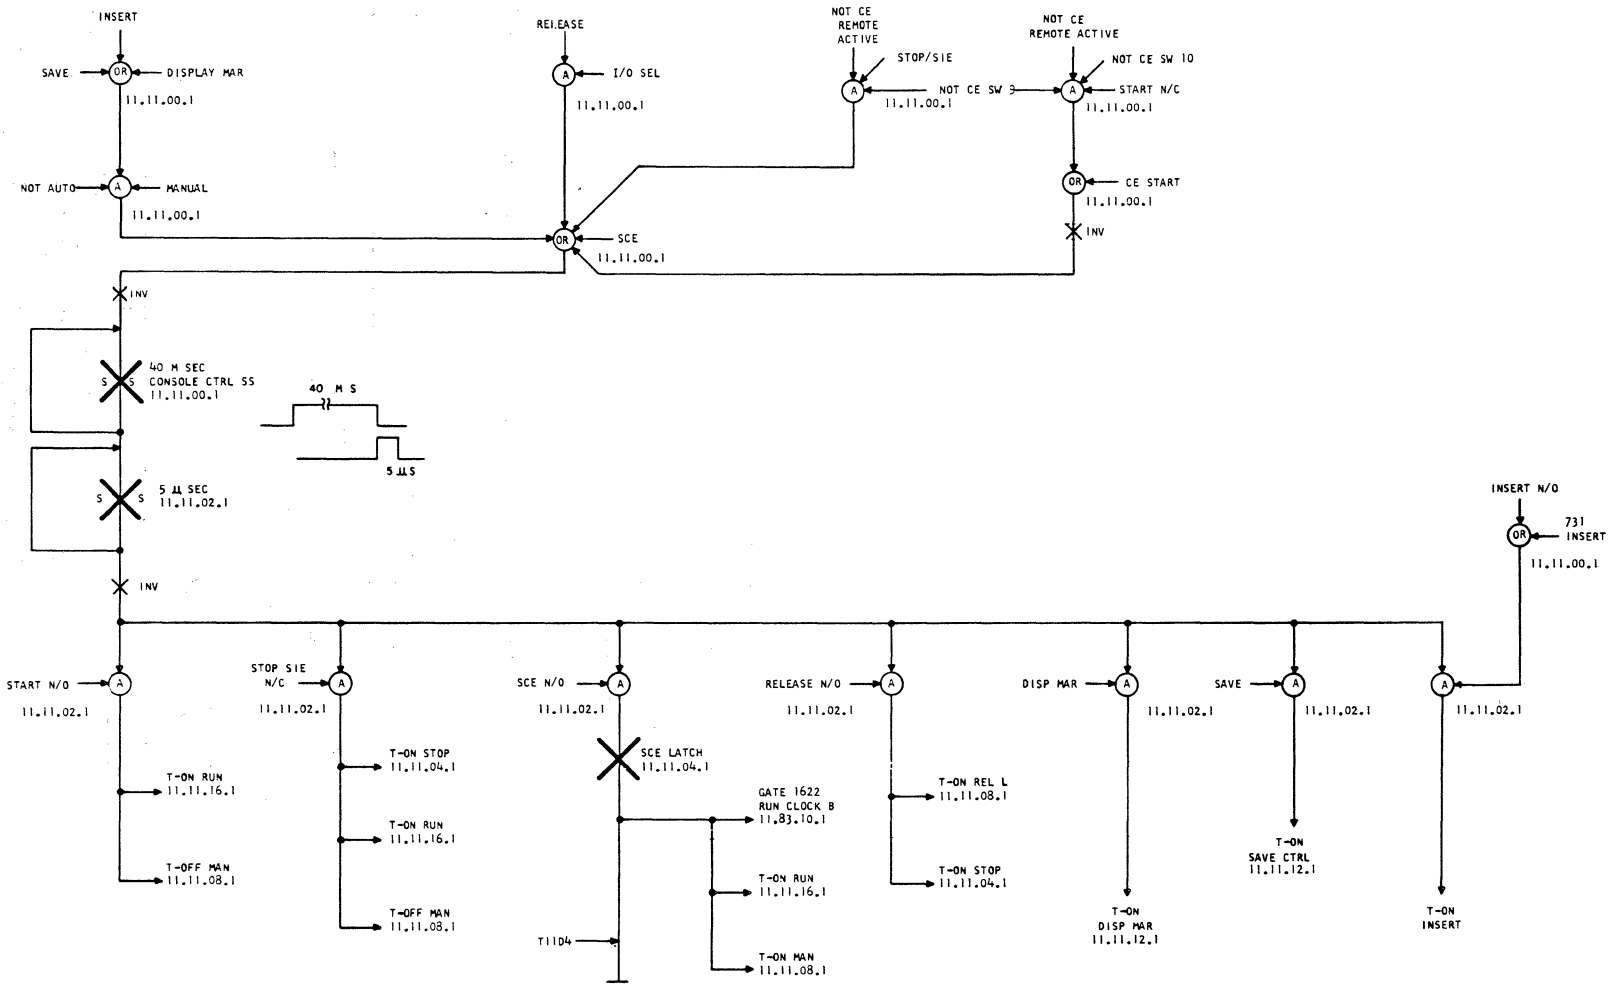 INSERT
SAVE
OR
DISPLAY MAR
11.11.00.1
NOT AUTO
A
MANUAL
11.11.00.1
RELEASE
A
I/O SEL
11.11.00.1
NOT CE
REMOTE
ACTIVE
STOP/SIE
A
11.11.00.1
NOT CE SW 9
NOT CE
REMOTE ACTIVE
NOT CE SW 10
A
START N/C
11.11.00.1
OR
CE START
11.11.00.1
INV
OR
SCE
11.11.00.1
INV
S S
40 M SEC
CONSOLE CTRL SS
11.11.00.1
40 M S
5 µS
S S
5 µ SEC
11.11.02.1
INV
INSERT N/O
OR
731
INSERT
11.11.00.1
START N/O
A
11.11.02.1
T-ON RUN
11.11.16.1
T-OFF MAN
11.11.08.1
STOP SIE
N/C
A
11.11.02.1
T-ON STOP
11.11.04.1
T-ON RUN
11.11.16.1
T-OFF MAN
11.11.08.1
SCE N/O
A
11.11.02.1
SCE LATCH
11.11.04.1
GATE 1622
RUN CLOCK B
11.83.10.1
T-ON RUN
11.11.16.1
T11D4
T-ON MAN
11.11.08.1
RELEASE N/O
A
11.11.02.1
T-ON REL L
11.11.08.1
T-ON STOP
11.11.04.1
DISP MAR
A
11.11.02.1
T-ON
DISP MAR
11.11.12.1
SAVE
A
11.11.02.1
T-ON
SAVE CTRL
11.11.12.1
A
11.11.02.1
T-ON
INSERT